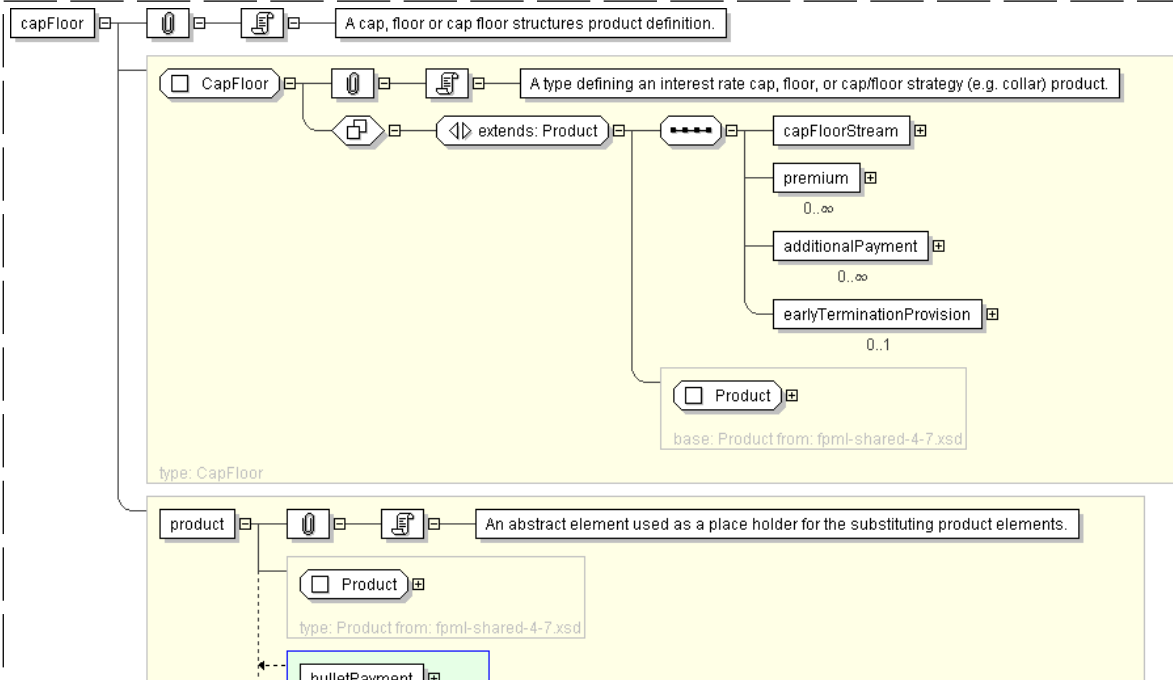 capFloor
A cap, floor or cap floor structures product definition.
CapFloor
A type defining an interest rate cap, floor, or cap/floor strategy (e.g. collar) product.
extends: Product
capFloorStream
premium
0..∞
additionalPayment
0..∞
earlyTerminationProvision
0..1
Product
base: Product from: fpml-shared-4-7.xsd
type: CapFloor
product
An abstract element used as a place holder for the substituting product elements.
Product
type: Product from: fpml-shared-4-7.xsd
bulletPayment